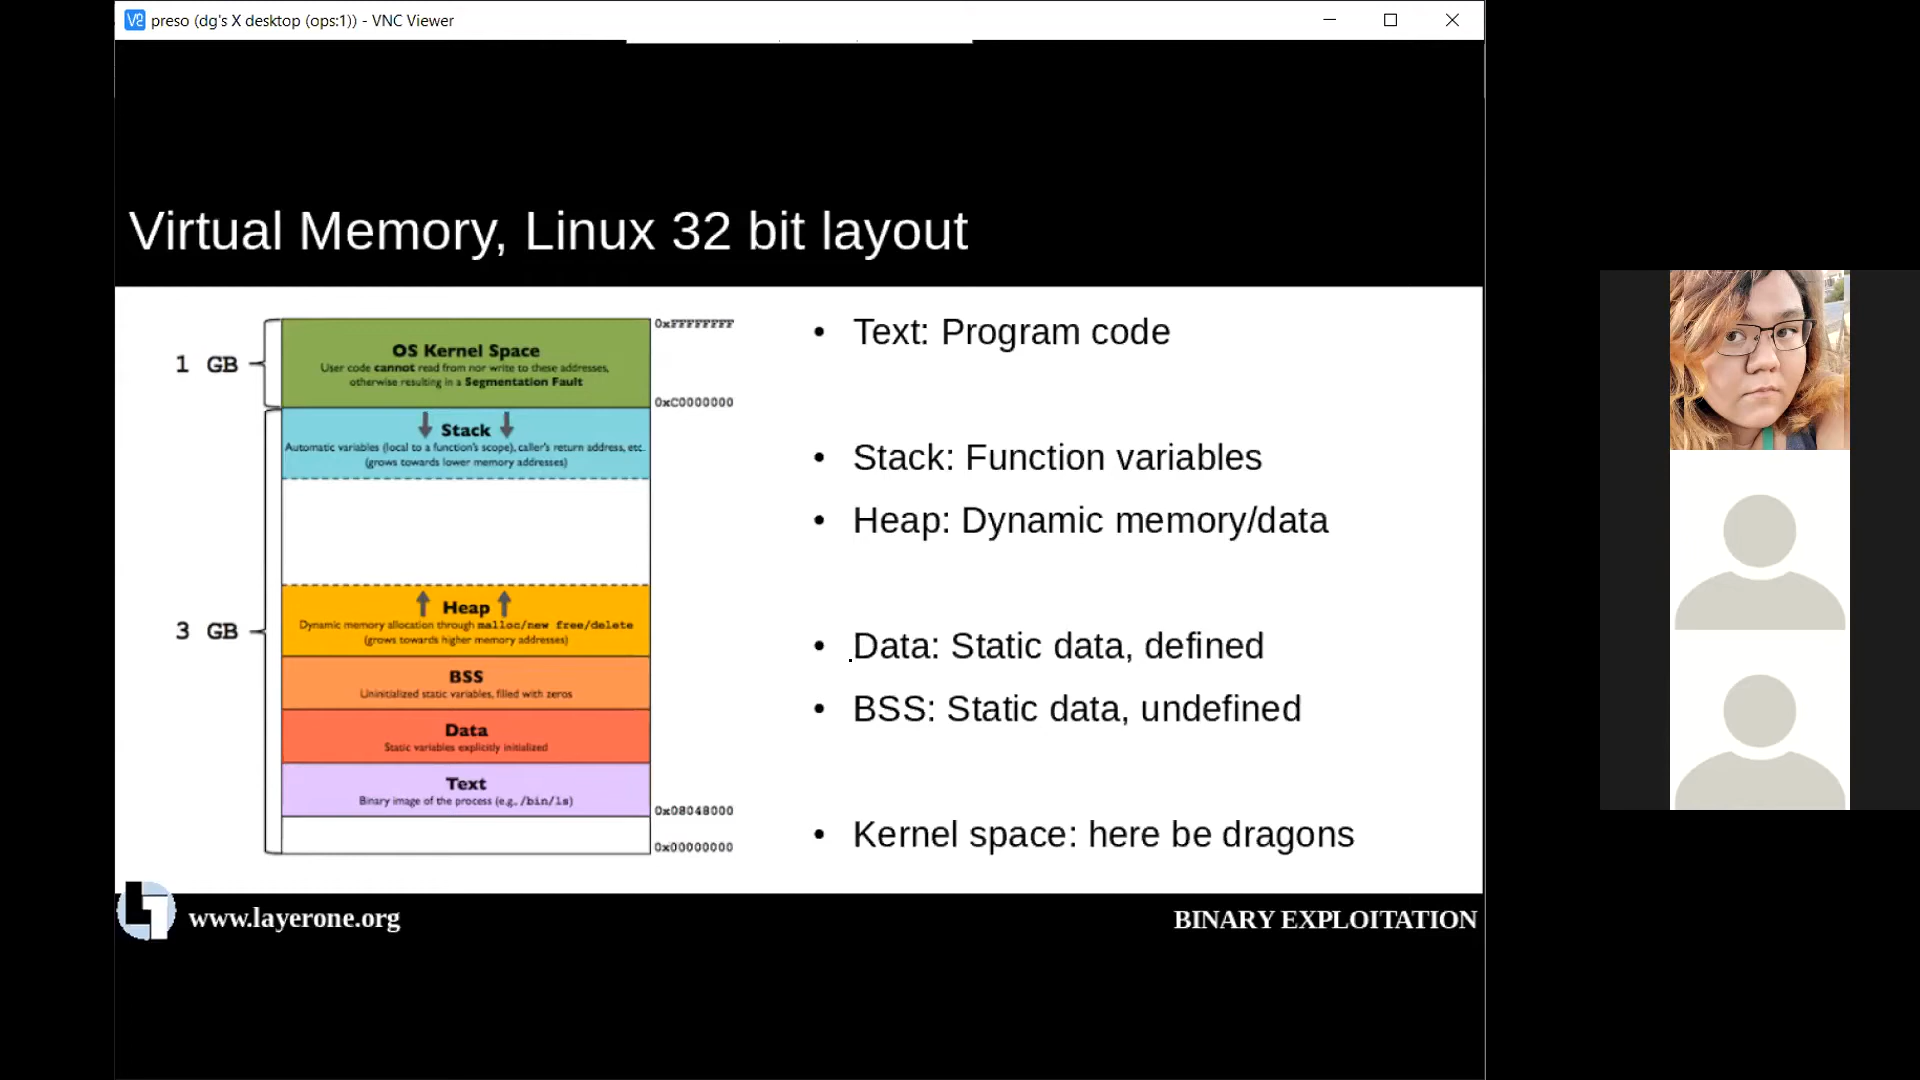 preso (dg's X desktop (ops:1)) - VNC Viewer
Virtual Memory, Linux 32 bit layout
1 GB
OS Kernel Space
User code cannot read from nor write to these addresses,
otherwise resulting in a Segmentation Fault
0xFFFFFFFF
0xC0000000
Stack
Automatic variables (local to a function's scope), caller's return address, etc.
(grows towards lower memory addresses)
3 GB
Heap
Dynamic memory allocation through malloc/new free/delete
(grows towards higher memory addresses)
BSS
Uninitialized static variables, filled with zeros
Data
Static variables explicitly initialized
Text
Binary image of the process (e.g., /bin/ls)
0x08048000
0x00000000
• Text: Program code
• Stack: Function variables
• Heap: Dynamic memory/data
• Data: Static data, defined
• BSS: Static data, undefined
• Kernel space: here be dragons
www.layerone.org
BINARY EXPLOITATION